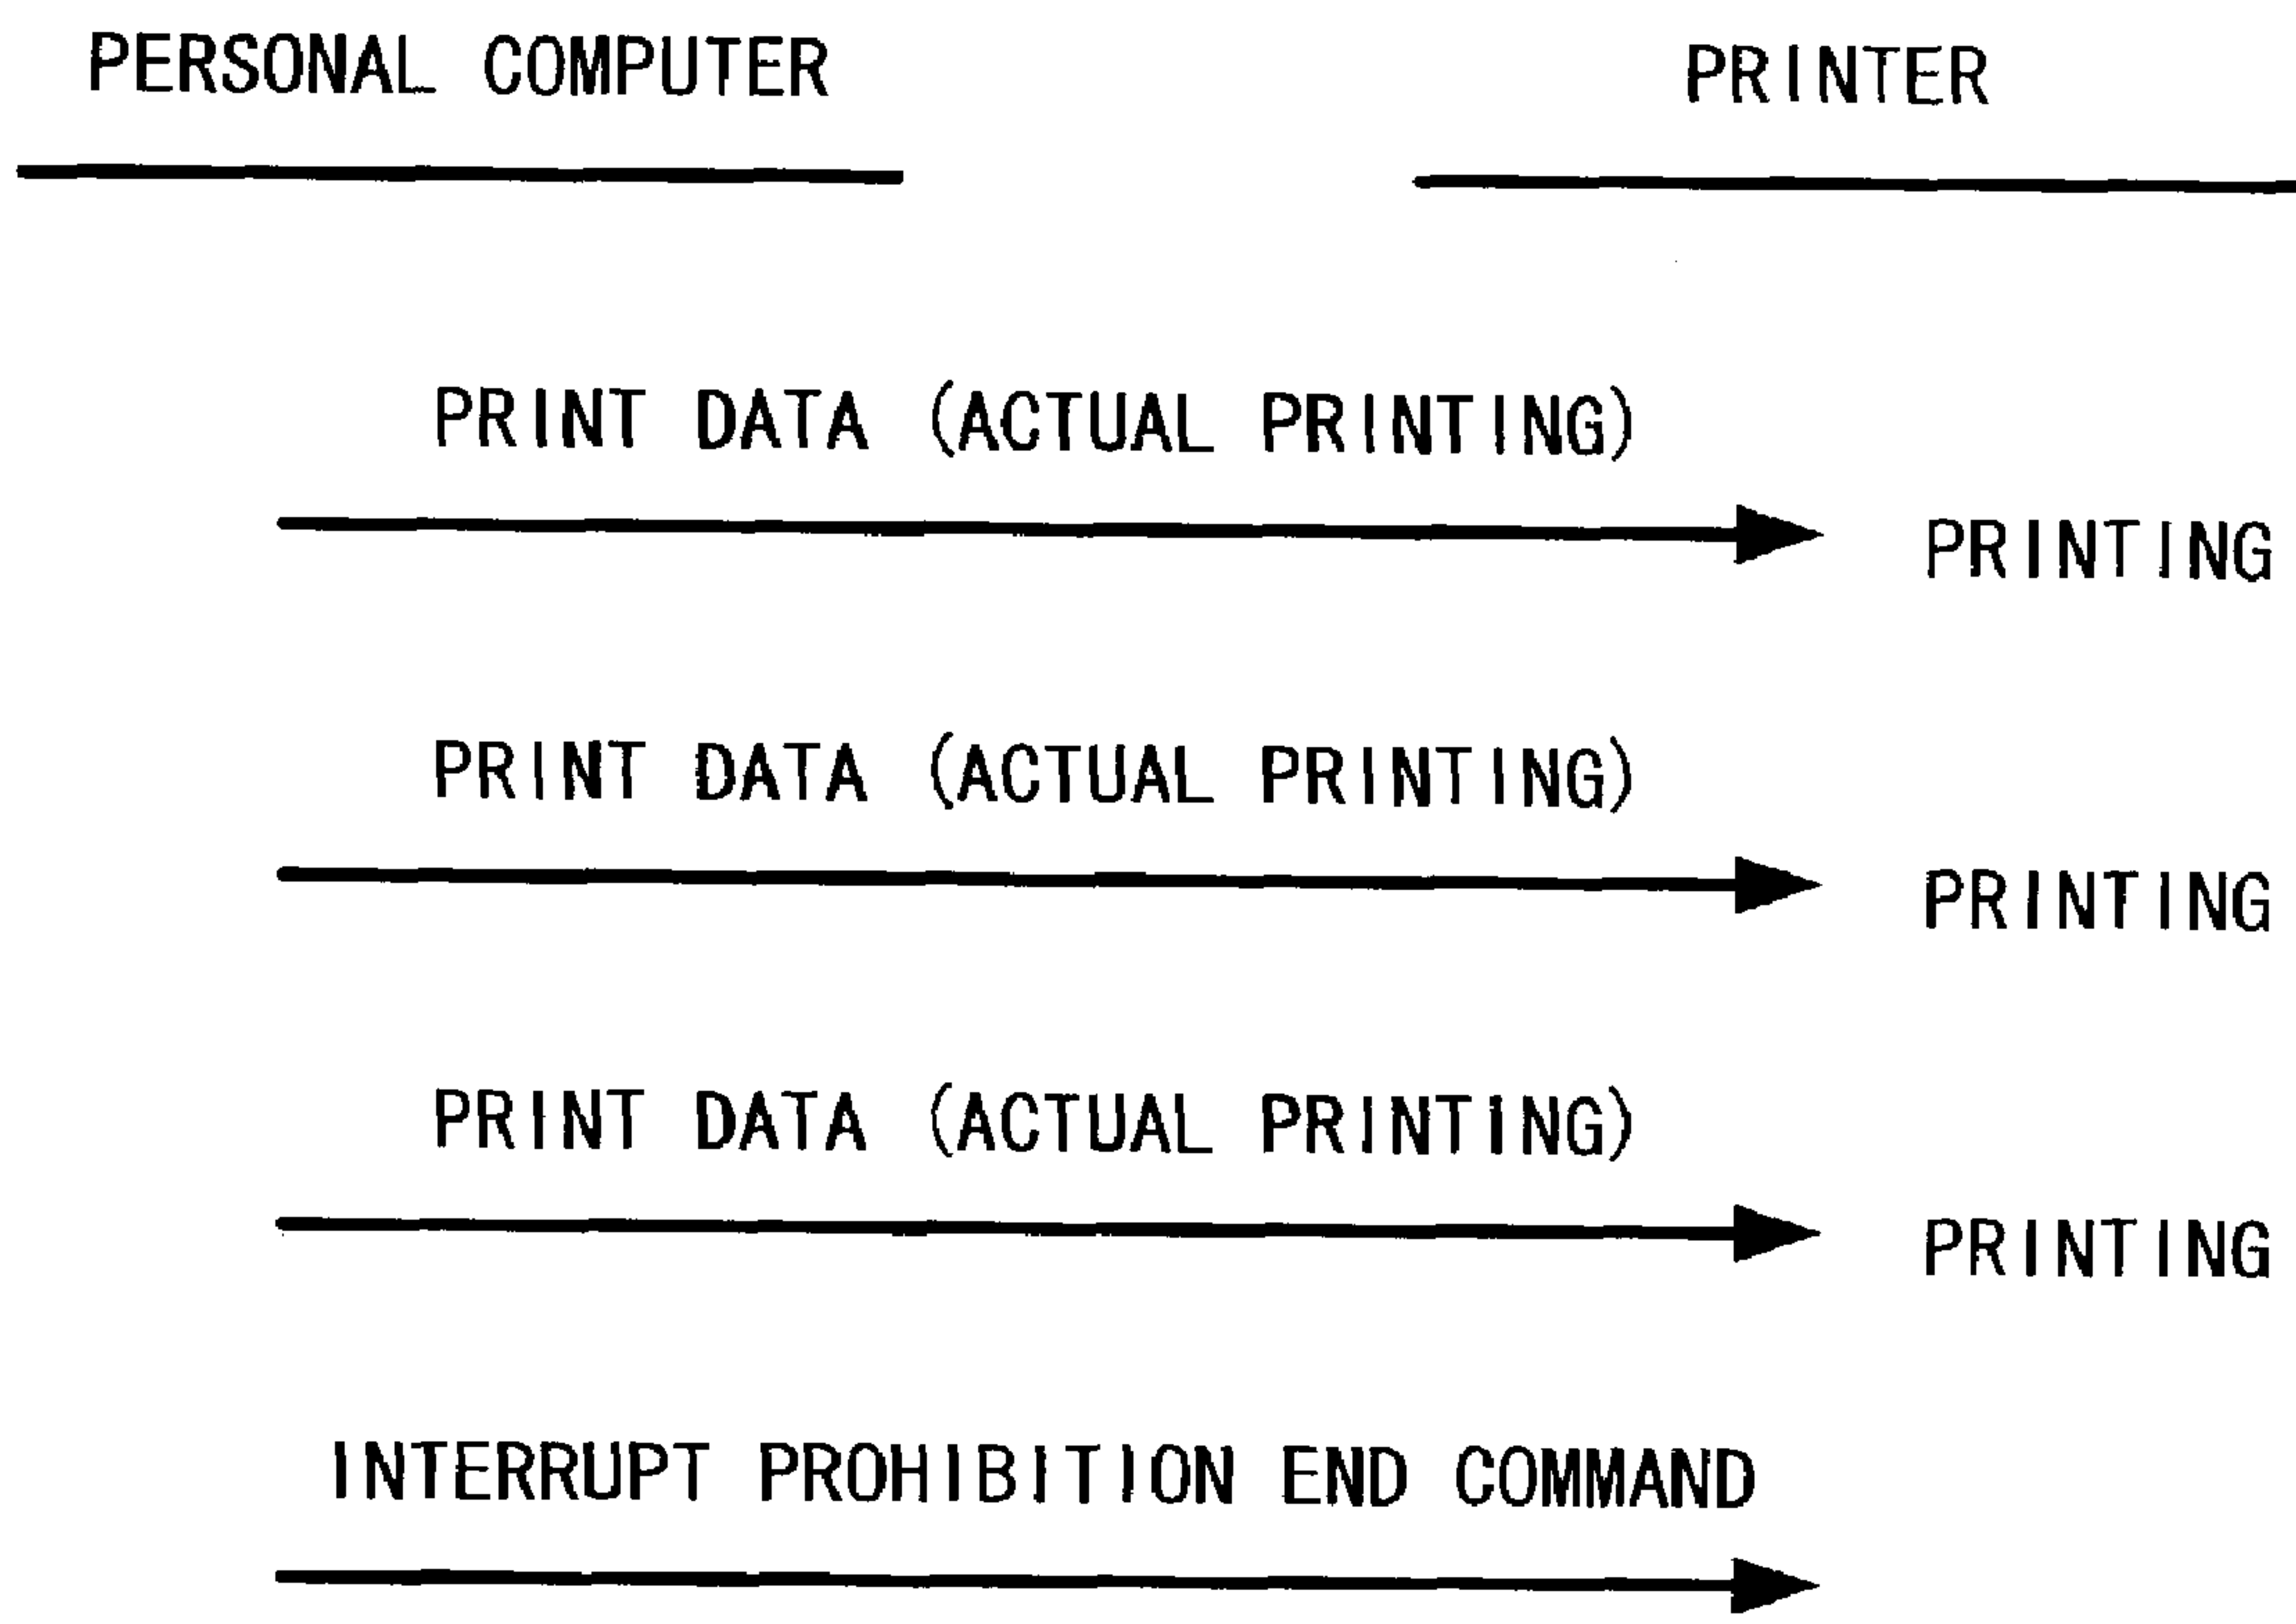 PERSONAL COMPUTER
PRINTER
PRINT DATA (ACTUAL PRINTING)
PRINTING
PRINT DATA (ACTUAL PRINTING)
PRINTING
PRINT DATA (ACTUAL PRINTING)
PRINTING
INTERRUPT PROHIBITION END COMMAND